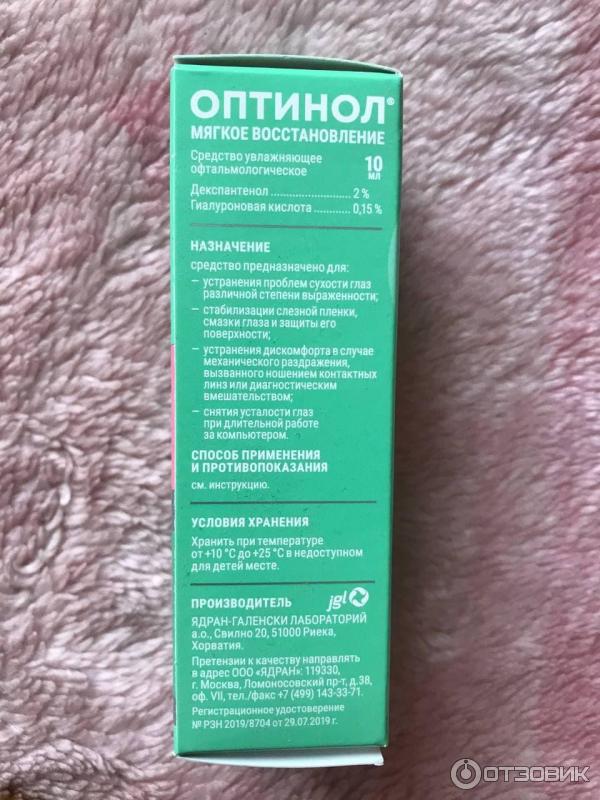 ОПТИНОЛ®
МЯГКОЕ ВОССТАНОВЛЕНИЕ
Средство увлажняющее
офтальмологическое
10
МЛ
Декспантенол ..................... 2 %
Гиалуроновая кислота ........... 0,15 %
НАЗНАЧЕНИЕ
средство предназначено для:
— устранения проблем сухости глаз
различной степени выраженности;
— стабилизации слезной пленки,
смазки глаза и защиты его
поверхности;
— устранения дискомфорта в случае
механического раздражения,
вызванного ношением контактных
линз или диагностическим
вмешательством;
— снятия усталости глаз
при длительной работе
за компьютером.
СПОСОБ ПРИМЕНЕНИЯ
И ПРОТИВОПОКАЗАНИЯ
см. инструкцию.
УСЛОВИЯ ХРАНЕНИЯ
Хранить при температуре
от +10 °C до +25 °C в недоступном
для детей месте.
ПРОИЗВОДИТЕЛЬ
jgl
ЯДРАН-ГАЛЕНСКИ ЛАБОРАТОРИЙ
а.о., Свилно 20, 51000 Риека,
Хорватия.
Претензии к качеству направлять
в адрес ООО «ЯДРАН»: 119330,
г. Москва, Ломоносовский пр-т, д.38,
оф. VII, тел./факс +7 (499) 143-33-71.
Регистрационное удостоверение
№ РЗН 2019/8704 от 29.07.2019 г.
ОТЗОВИК